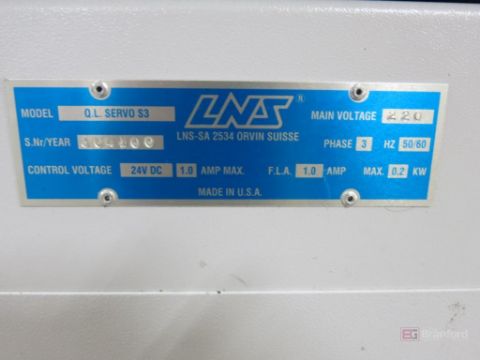 MODEL Q.L. SERVO S3
LNS®
LNS-SA 2534 ORVIN SUISSE
MAIN VOLTAGE 220
S.Nr/YEAR
PHASE 3 HZ 50/60
CONTROL VOLTAGE 24V DC 1.0 AMP MAX. F.L.A. 1.0 AMP MAX. 0.2 KW
MADE IN U.S.A.
Branford